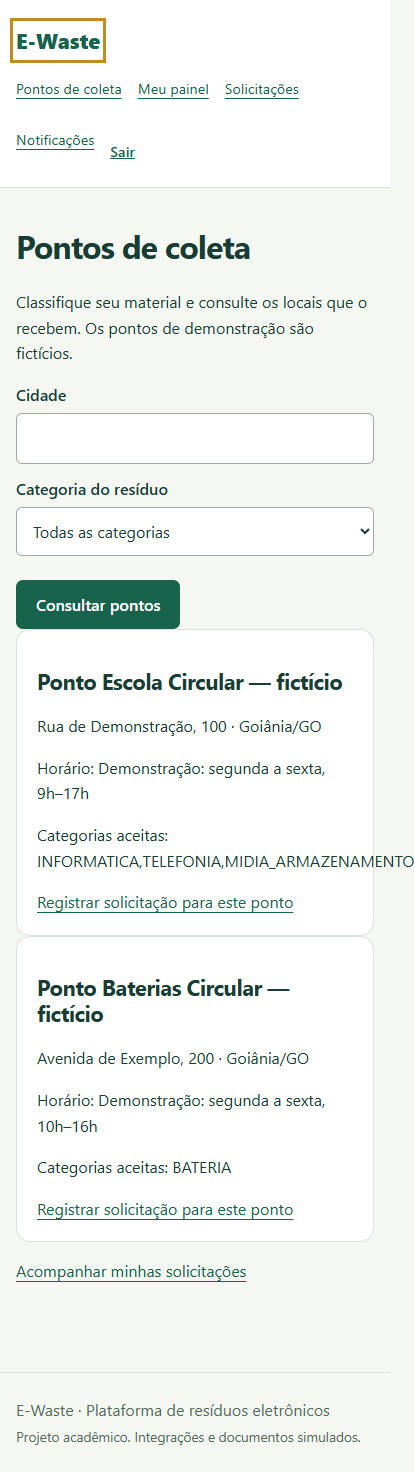 E-Waste
Pontos de coleta Meu painel Solicitações
Notificações Sair
Pontos de coleta
Classifique seu material e consulte os locais que o
recebem. Os pontos de demonstração são
fictícios.
Cidade
Categoria do resíduo
Todas as categorias
Consultar pontos
Ponto Escola Circular — fictício
Rua de Demonstração, 100 · Goiânia/GO
Horário: Demonstração: segunda a sexta,
9h–17h
Categorias aceitas:
INFORMATICA,TELEFONIA,MIDIA_ARMAZENAMENTO
Registrar solicitação para este ponto
Ponto Baterias Circular —
fictício
Avenida de Exemplo, 200 · Goiânia/GO
Horário: Demonstração: segunda a sexta,
10h–16h
Categorias aceitas: BATERIA
Registrar solicitação para este ponto
Acompanhar minhas solicitações
E-Waste · Plataforma de resíduos eletrônicos
Projeto acadêmico. Integrações e documentos simulados.